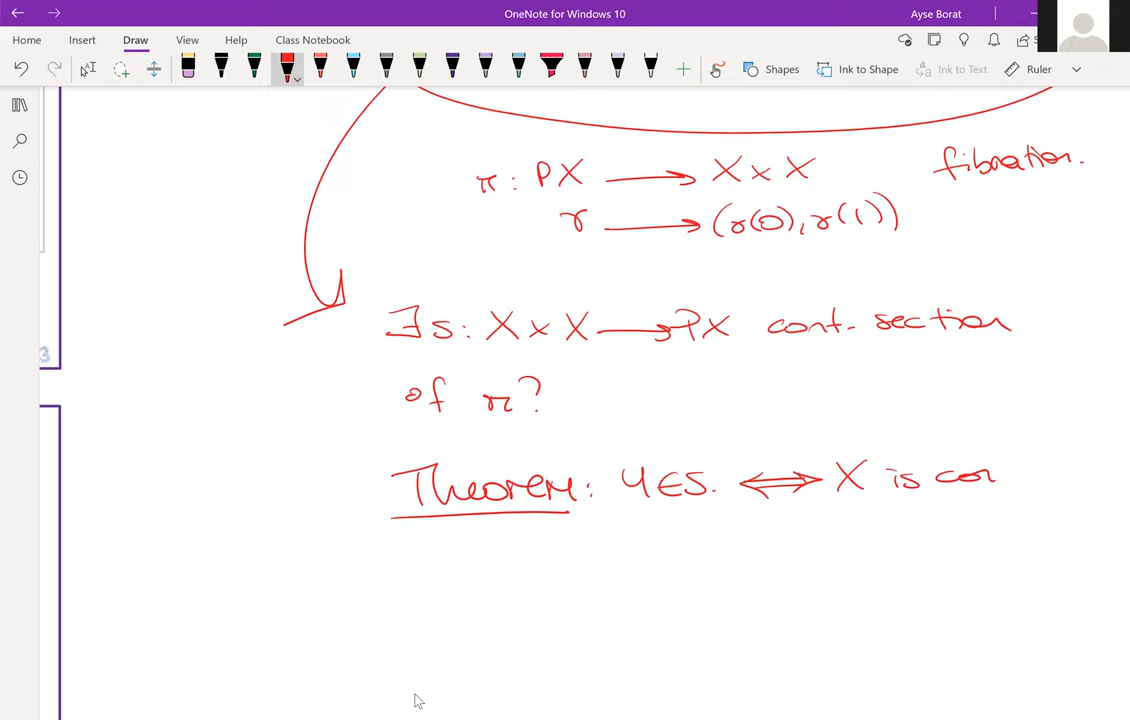 OneNote for Windows 10
Ayse Borat
Home Insert Draw View Help Class Notebook
Shapes Ink to Shape Ink to Text Ruler
π : PX ⟶ X x X fibration.
γ ⟶ (γ(0), γ(1))
∃ s : X x X ⟶ PX cont. section
of π ?
3
Theorem : YES. ⟺ X is con